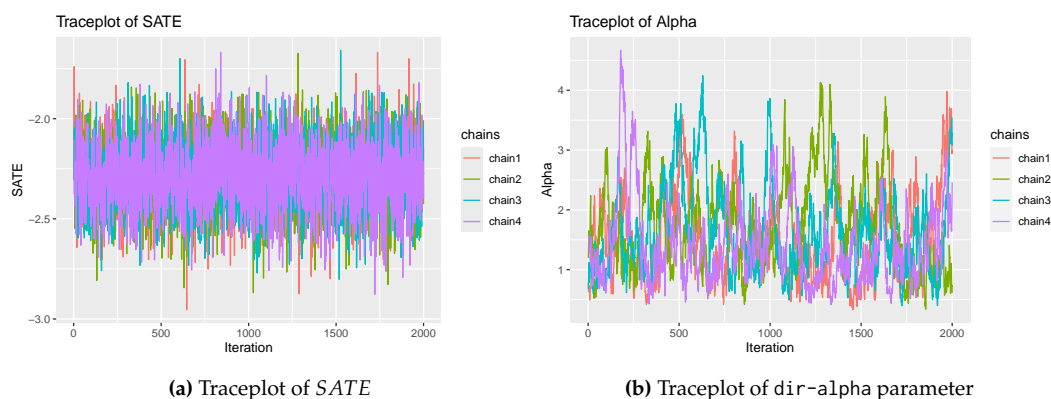 Traceplot of SATE
−2.0
−2.5
−3.0
SATE
0 500 1000 1500 2000
Iteration
chains
chain1
chain2
chain3
chain4
(a) Traceplot of SATE
Traceplot of Alpha
4
3
2
1
Alpha
0 500 1000 1500 2000
Iteration
chains
chain1
chain2
chain3
chain4
(b) Traceplot of dir-alpha parameter